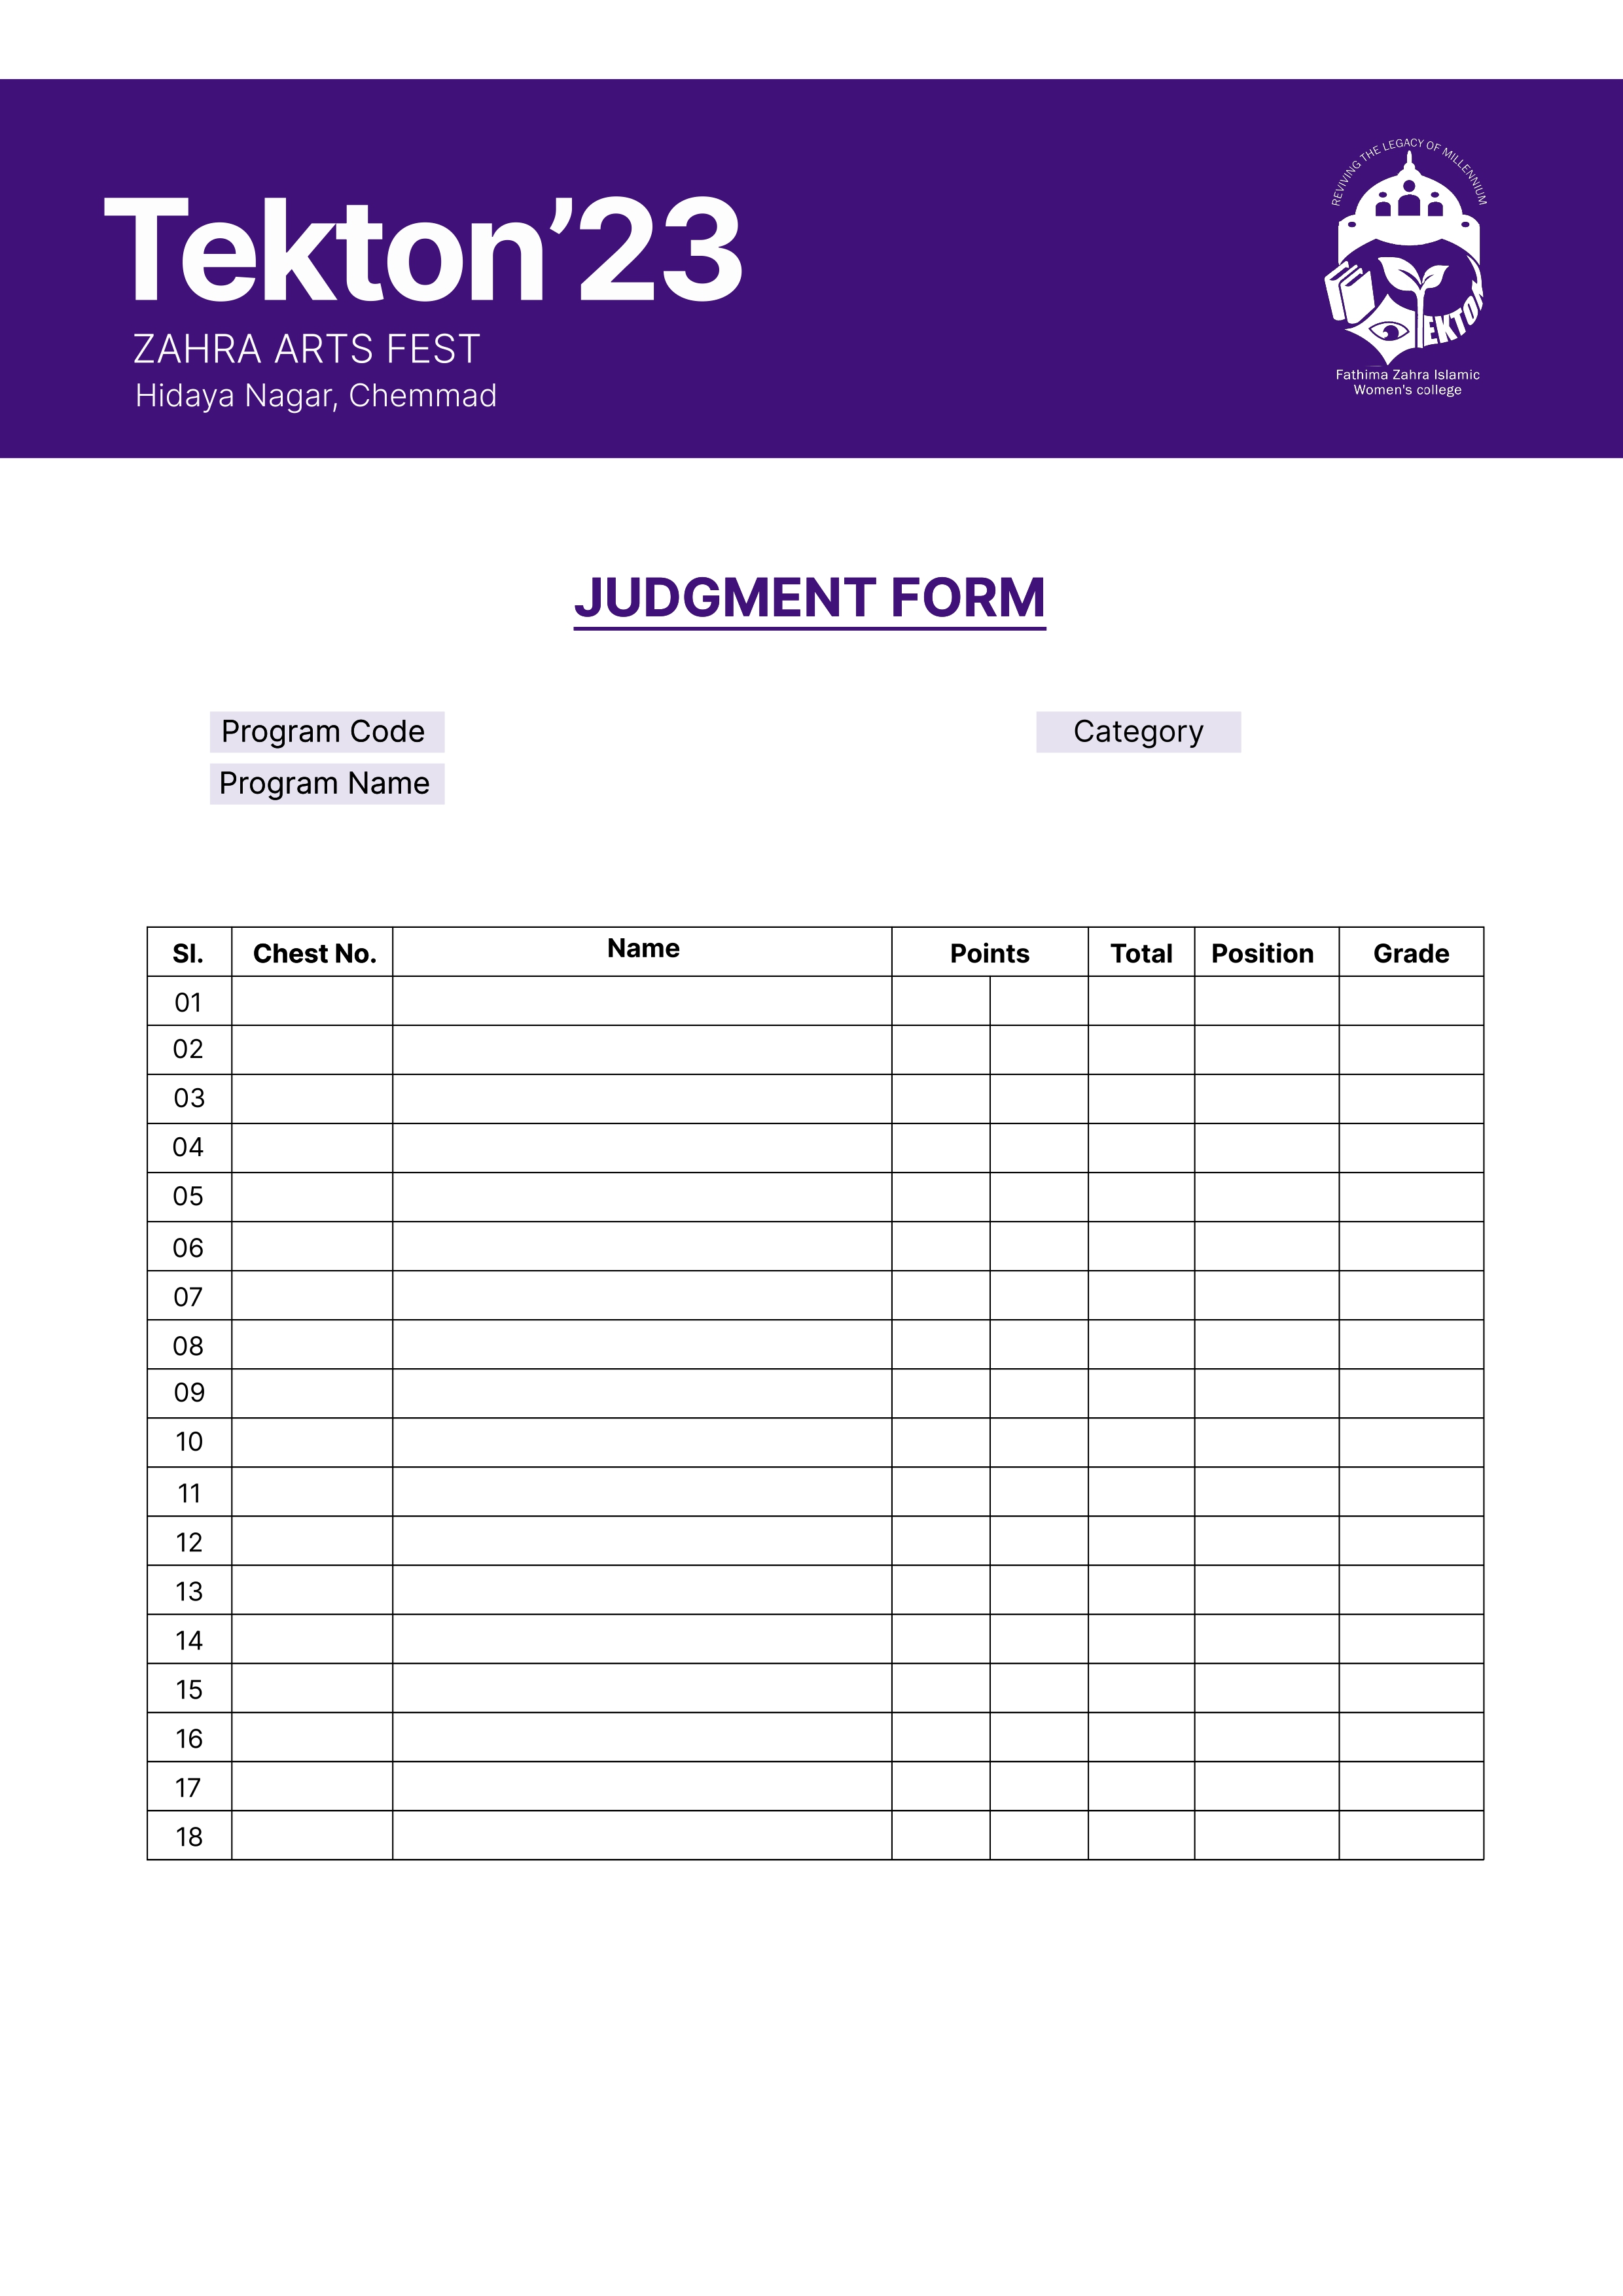 Tekton’23
ZAHRA ARTS FEST
Hidaya Nagar, Chemmad
REVIVING THE LEGACY OF MILLENNIUM
EKTON
Fathima Zahra Islamic
Women's college
JUDGMENT FORM
Program Code
Category
Program Name
Sl. Chest No. Name Points Total Position Grade
01
02
03
04
05
06
07
08
09
10
11
12
13
14
15
16
17
18